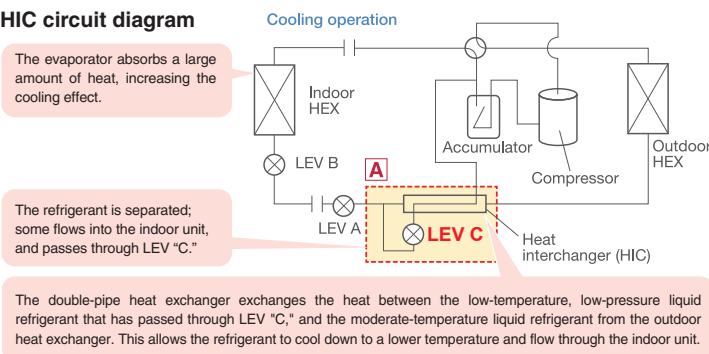 HIC circuit diagram
Cooling operation
The evaporator absorbs a large
amount of heat, increasing the
cooling effect.
Indoor
HEX
Accumulator
Compressor
Outdoor
HEX
LEV B
A
The refrigerant is separated;
some flows into the indoor unit,
and passes through LEV “C.”
LEV A
LEV C
Heat
interchanger (HIC)
The double-pipe heat exchanger exchanges the heat between the low-temperature, low-pressure liquid
refrigerant that has passed through LEV "C," and the moderate-temperature liquid refrigerant from the outdoor
heat exchanger. This allows the refrigerant to cool down to a lower temperature and flow through the indoor unit.